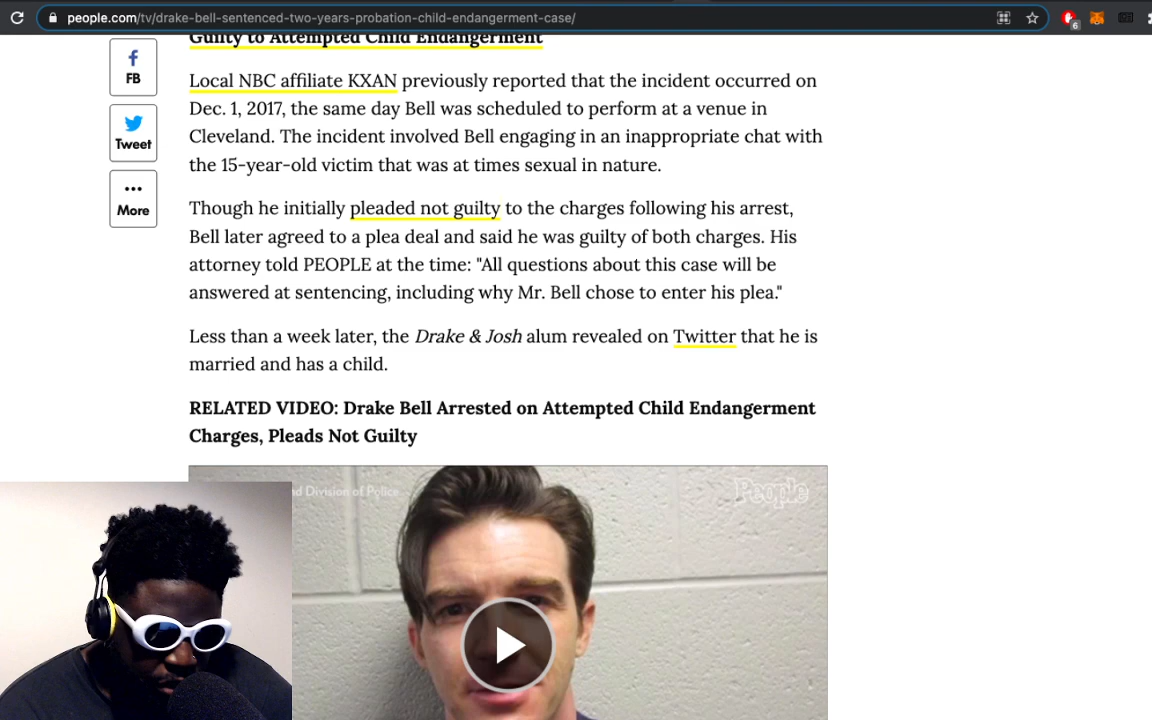 people.com/tv/drake-bell-sentenced-two-years-probation-child-endangerment-case/
6
Guilty to Attempted Child Endangerment
FB
Tweet
More
Local NBC affiliate KXAN previously reported that the incident occurred on
Dec. 1, 2017, the same day Bell was scheduled to perform at a venue in
Cleveland. The incident involved Bell engaging in an inappropriate chat with
the 15-year-old victim that was at times sexual in nature.
Though he initially pleaded not guilty to the charges following his arrest,
Bell later agreed to a plea deal and said he was guilty of both charges. His
attorney told PEOPLE at the time: "All questions about this case will be
answered at sentencing, including why Mr. Bell chose to enter his plea."
Less than a week later, the Drake & Josh alum revealed on Twitter that he is
married and has a child.
RELATED VIDEO: Drake Bell Arrested on Attempted Child Endangerment
Charges, Pleads Not Guilty
Division of Police
People